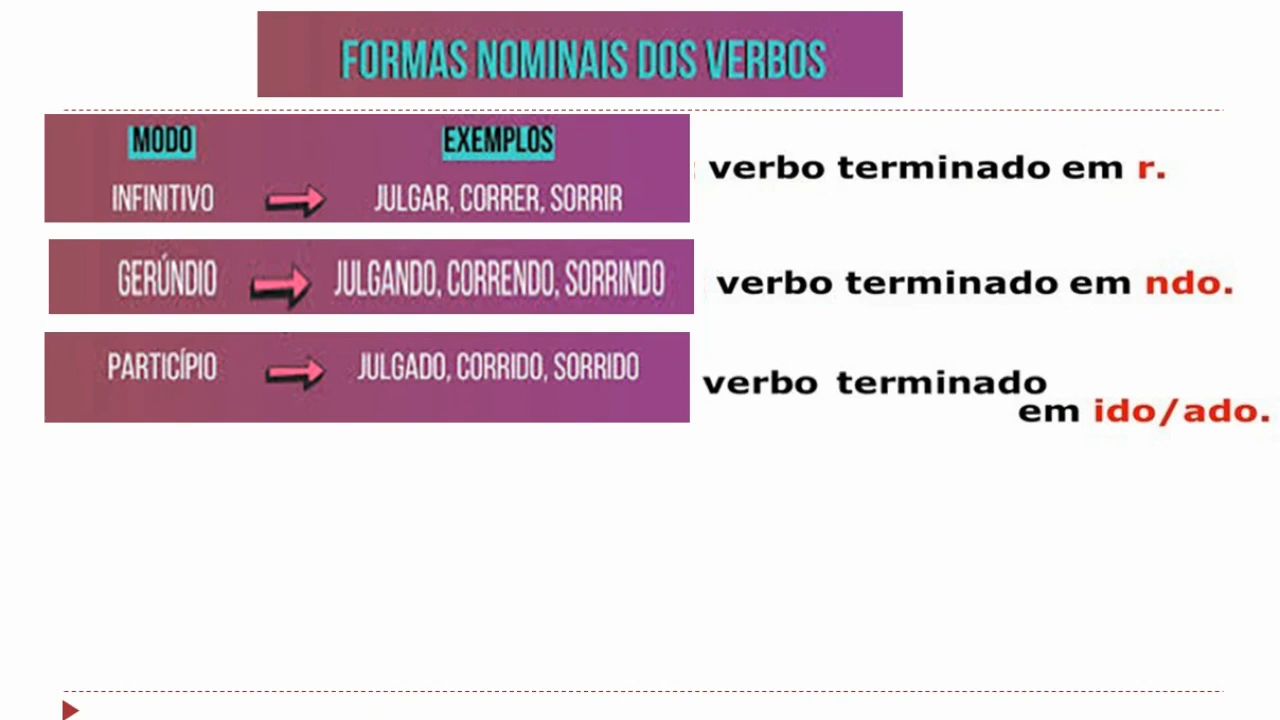 FORMAS NOMINAIS DOS VERBOS
MODO EXEMPLOS
INFINITIVO JULGAR, CORRER, SORRIR
verbo terminado em r.
GERÚNDIO JULGANDO, CORRENDO, SORRINDO
verbo terminado em ndo.
PARTICÍPIO JULGADO, CORRIDO, SORRIDO
verbo terminado
em ido/ado.